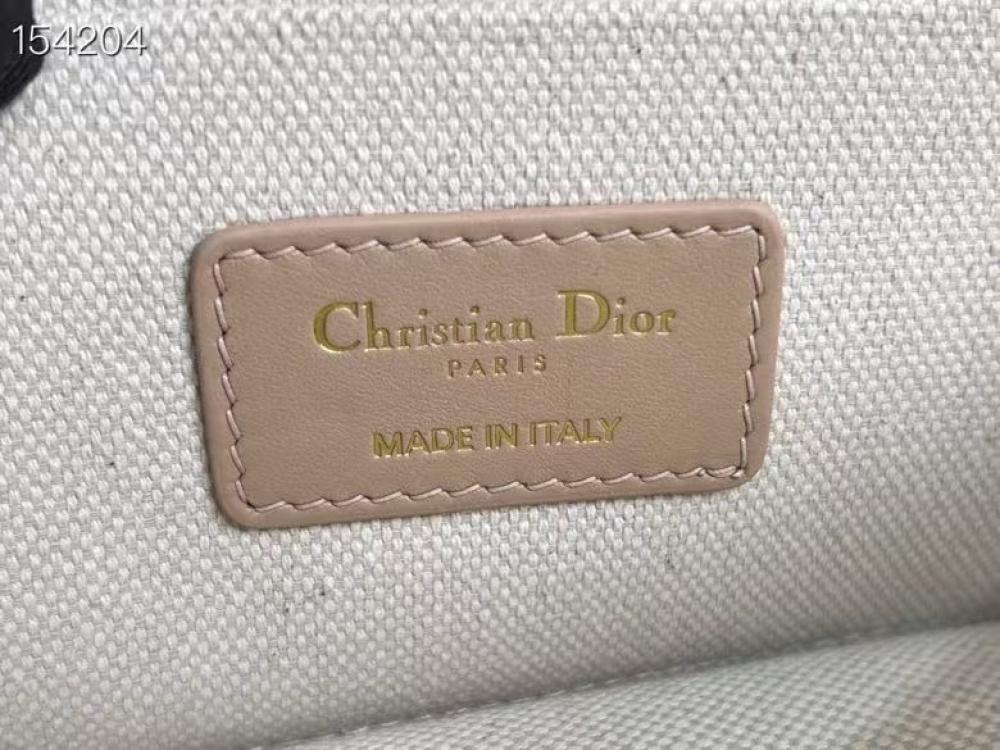 154204
Christian Dior
PARIS
MADE IN ITALY